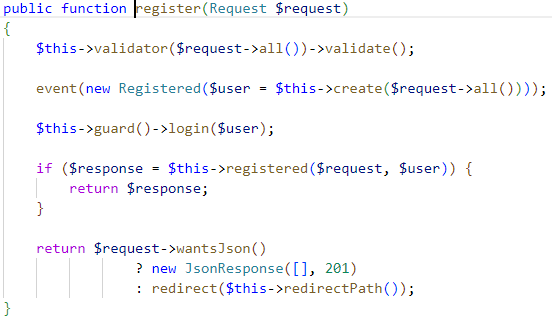 public function register(Request $request)
{
    $this->validator($request->all())->validate();
    event(new Registered($user = $this->create($request->all())));
    $this->guard()->login($user);
    if ($response = $this->registered($request, $user)) {
        return $response;
    }
    return $request->wantsJson()
                ? new JsonResponse([], 201)
                : redirect($this->redirectPath());
}